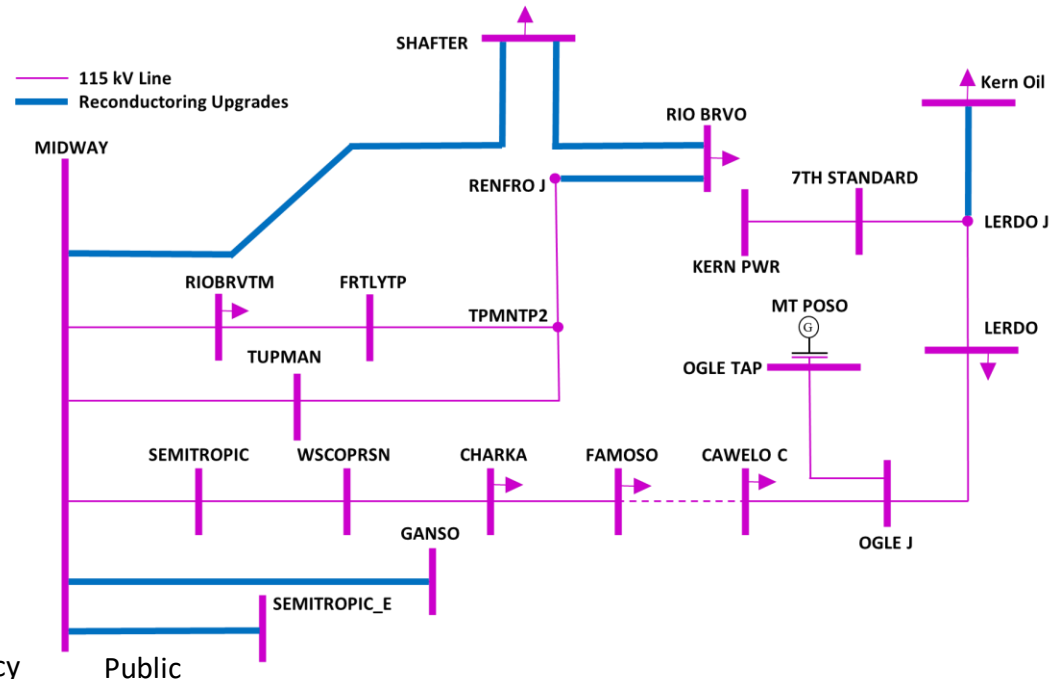 SHAFTER
115 kV Line
Reconductoring Upgrades
Kern Oil
RIO BRVO
MIDWAY
7TH STANDARD
RENFRO J
LERDO J
KERN PWR
RIOBRVTM
FRTLYTP
MT POSO
TPMNTP2
G
LERDO
TUPMAN
OGLE TAP
SEMITROPIC
WSCOPRSN
CHARKA
FAMOSO
CAWELO C
GANSO
OGLE J
SEMITROPIC_E
cy
Public